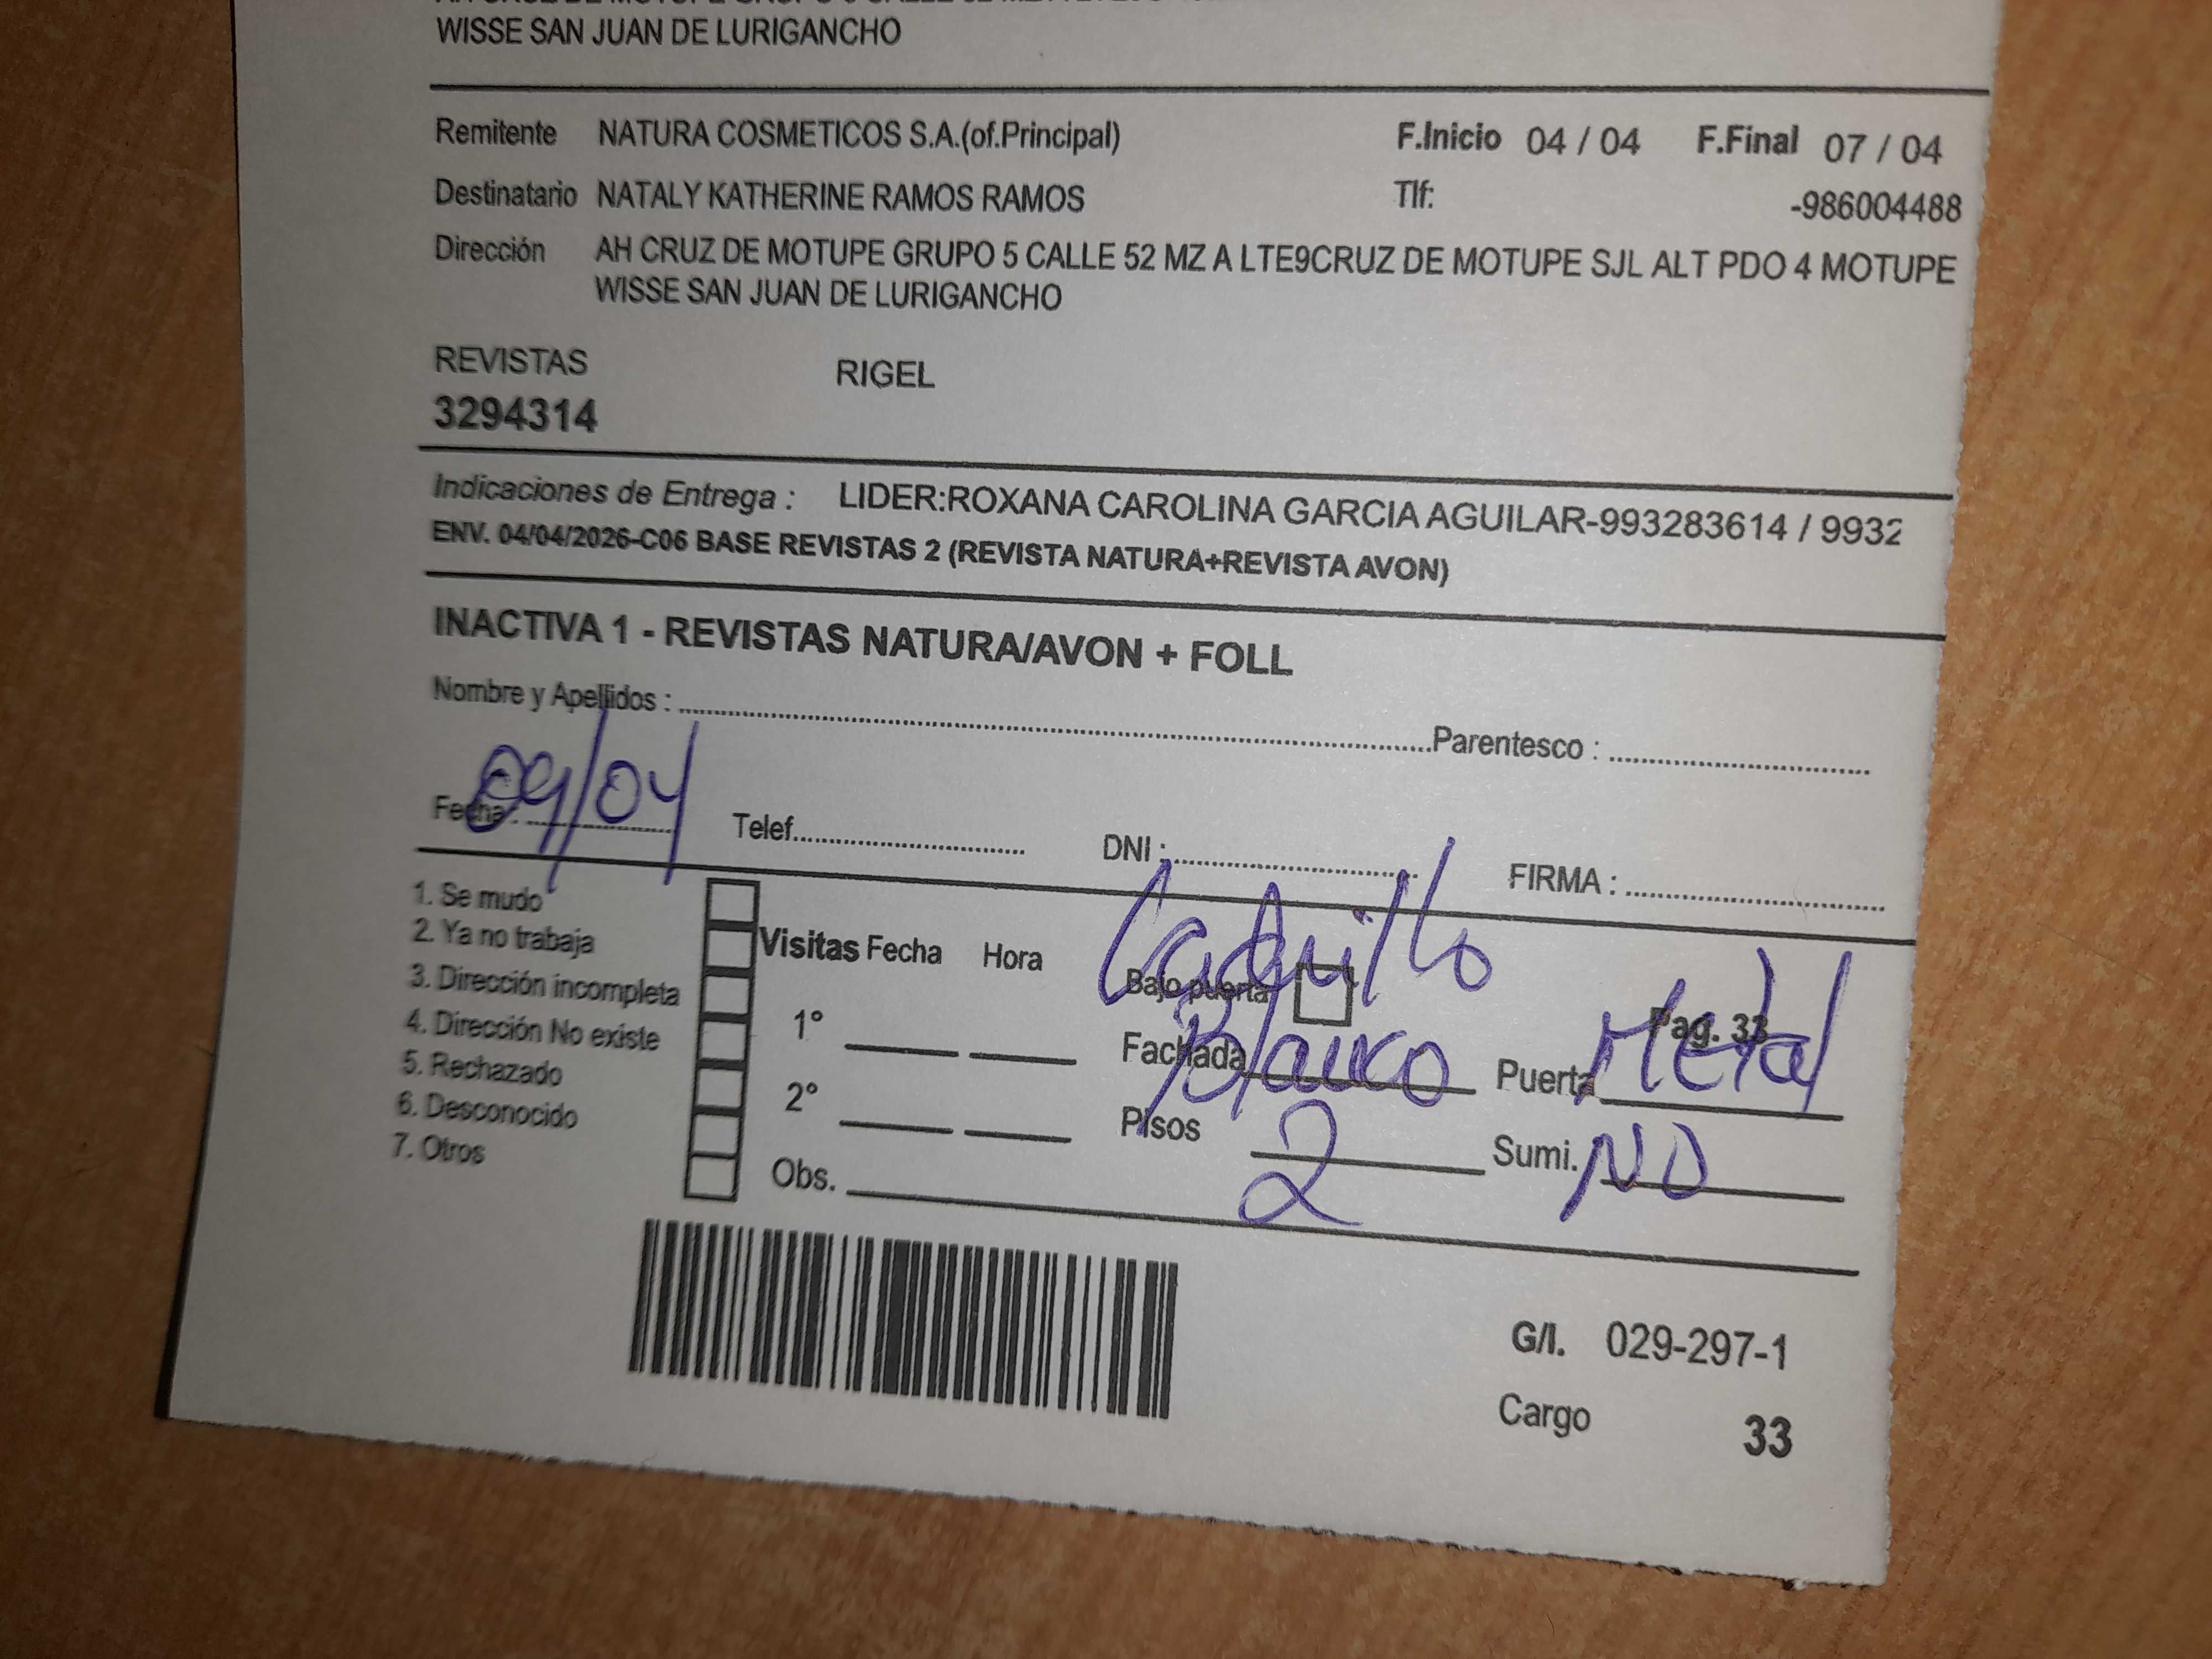 WISSE SAN JUAN DE LURIGANCHO
Remitente NATURA COSMETICOS S.A.(of.Principal) F.Inicio 04 / 04 F.Final 07 / 04
Destinatario NATALY KATHERINE RAMOS RAMOS Tlf: -986004488
Dirección AH CRUZ DE MOTUPE GRUPO 5 CALLE 52 MZ A LTE9CRUZ DE MOTUPE SJL ALT PDO 4 MOTUPE
WISSE SAN JUAN DE LURIGANCHO
REVISTAS RIGEL
3294314
Indicaciones de Entrega : LIDER:ROXANA CAROLINA GARCIA AGUILAR-993283614 / 9932
ENV. 04/04/2026-C06 BASE REVISTAS 2 (REVISTA NATURA+REVISTA AVON)
INACTIVA 1 - REVISTAS NATURA/AVON + FOLL
Nombre y Apellidos : Parentesco :
Fecha : 09/04 Telef. DNI : FIRMA :
1. Se mudo
2. Ya no trabaja
3. Dirección incompleta
4. Dirección No existe
5. Rechazado
6. Desconocido
7. Otros
Visitas Fecha Hora
1°
2°
Obs.
Ladrillo
Bajo puerta Pag. 33
Fachada Blanco Puerta Metal
Pisos 2 Sumi. NO
G/I. 029-297-1
Cargo 33